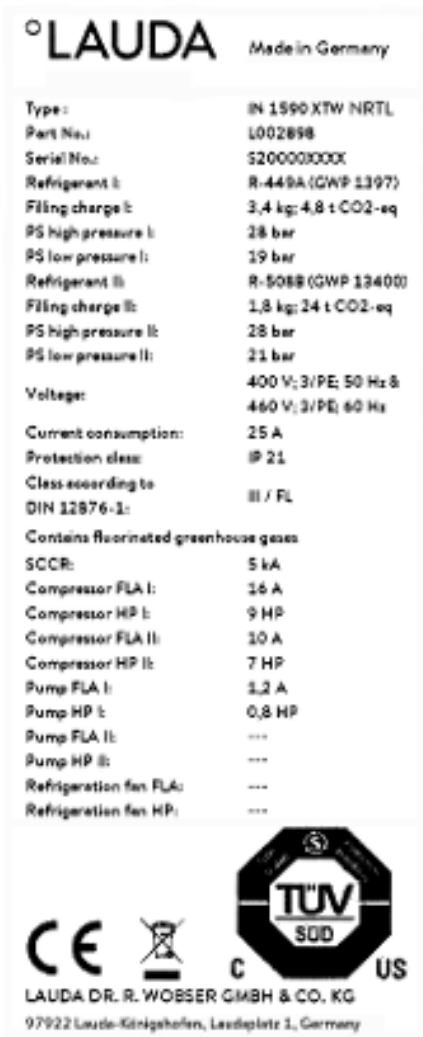 °LAUDA Made in Germany
Type: IN 1590 XTW NRTL
Part No.: L002898
Serial No.: S20000XXXX
Refrigerant I: R-449A (GWP 1397)
Filling charge I: 3,4 kg; 4,8 t CO2-eq
PS high pressure I: 28 bar
PS low pressure I: 19 bar
Refrigerant II: R-508B (GWP 13400)
Filling charge II: 1,8 kg; 24 t CO2-eq
PS high pressure II: 28 bar
PS low pressure II: 21 bar
Voltage: 400 V; 3/PE; 50 Hz &
460 V; 3/PE; 60 Hz
Current consumption: 25 A
Protection class: IP 21
Class according to
DIN 12876-1: III / FL
Contains fluorinated greenhouse gases
SCCR: 5 kA
Compressor FLA I: 16 A
Compressor HP I: 9 HP
Compressor FLA II: 10 A
Compressor HP II: 7 HP
Pump FLA I: 1,2 A
Pump HP I: 0,8 HP
Pump FLA II: ---
Pump HP II: ---
Refrigeration fan FLA: ---
Refrigeration fan HP: ---
CE
S
TÜV
SÜD
C US
LAUDA DR. R. WOBSER GMBH & CO. KG
97922 Lauda-Königshofen, Laudaplatz 1, Germany